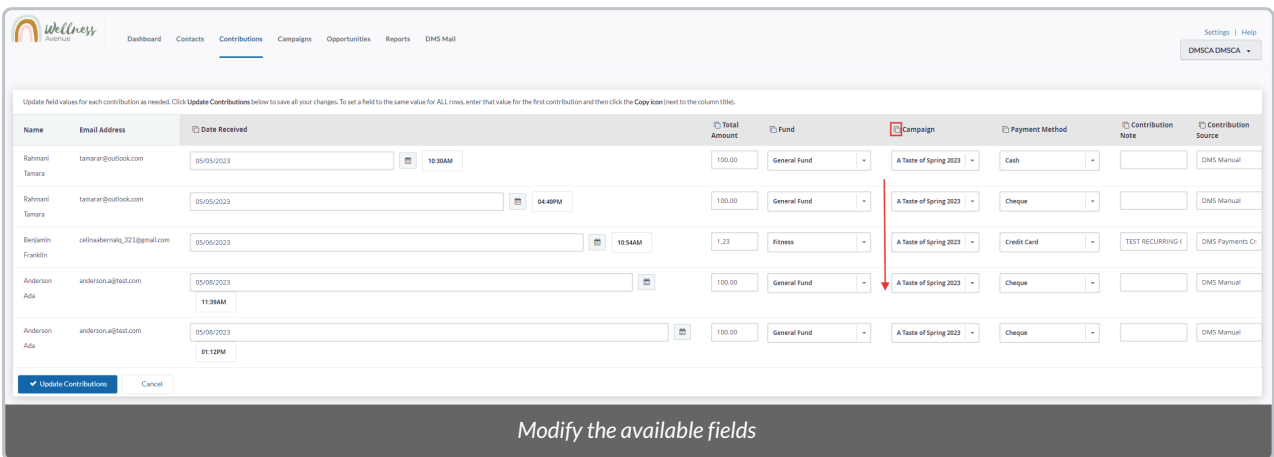 Wellness
Avenue
Dashboard Contacts Contributions Campaigns Opportunities Reports DMS Mail
Settings | Help
DMSCA DMSCA
Update field values for each contribution as needed. Click Update Contributions below to save all your changes. To set a field to the same value for ALL rows, enter that value for the first contribution and then click the Copy icon (next to the column title).
Name Email Address Date Received Total Amount Fund Campaign Payment Method Contribution Note Contribution Source
Rahmani Tamara tamarar@outlook.com 05/05/2023 10:30AM 100.00 General Fund A Taste of Spring 2023 Cash DMS Manual
Rahmani Tamara tamarar@outlook.com 05/05/2023 04:49PM 100.00 General Fund A Taste of Spring 2023 Cheque DMS Manual
Benjamin Franklin celinaabernalq_321@gmail.com 05/06/2023 10:54AM 1.23 Fitness A Taste of Spring 2023 Credit Card TEST RECURRING ( DMS Payments Cr
Anderson Ada anderson.a@test.com 05/08/2023 11:39AM 100.00 General Fund A Taste of Spring 2023 Cheque DMS Manual
Anderson Ada anderson.a@test.com 05/08/2023 01:12PM 100.00 General Fund A Taste of Spring 2023 Cheque DMS Manual
Update Contributions Cancel
Modify the available fields